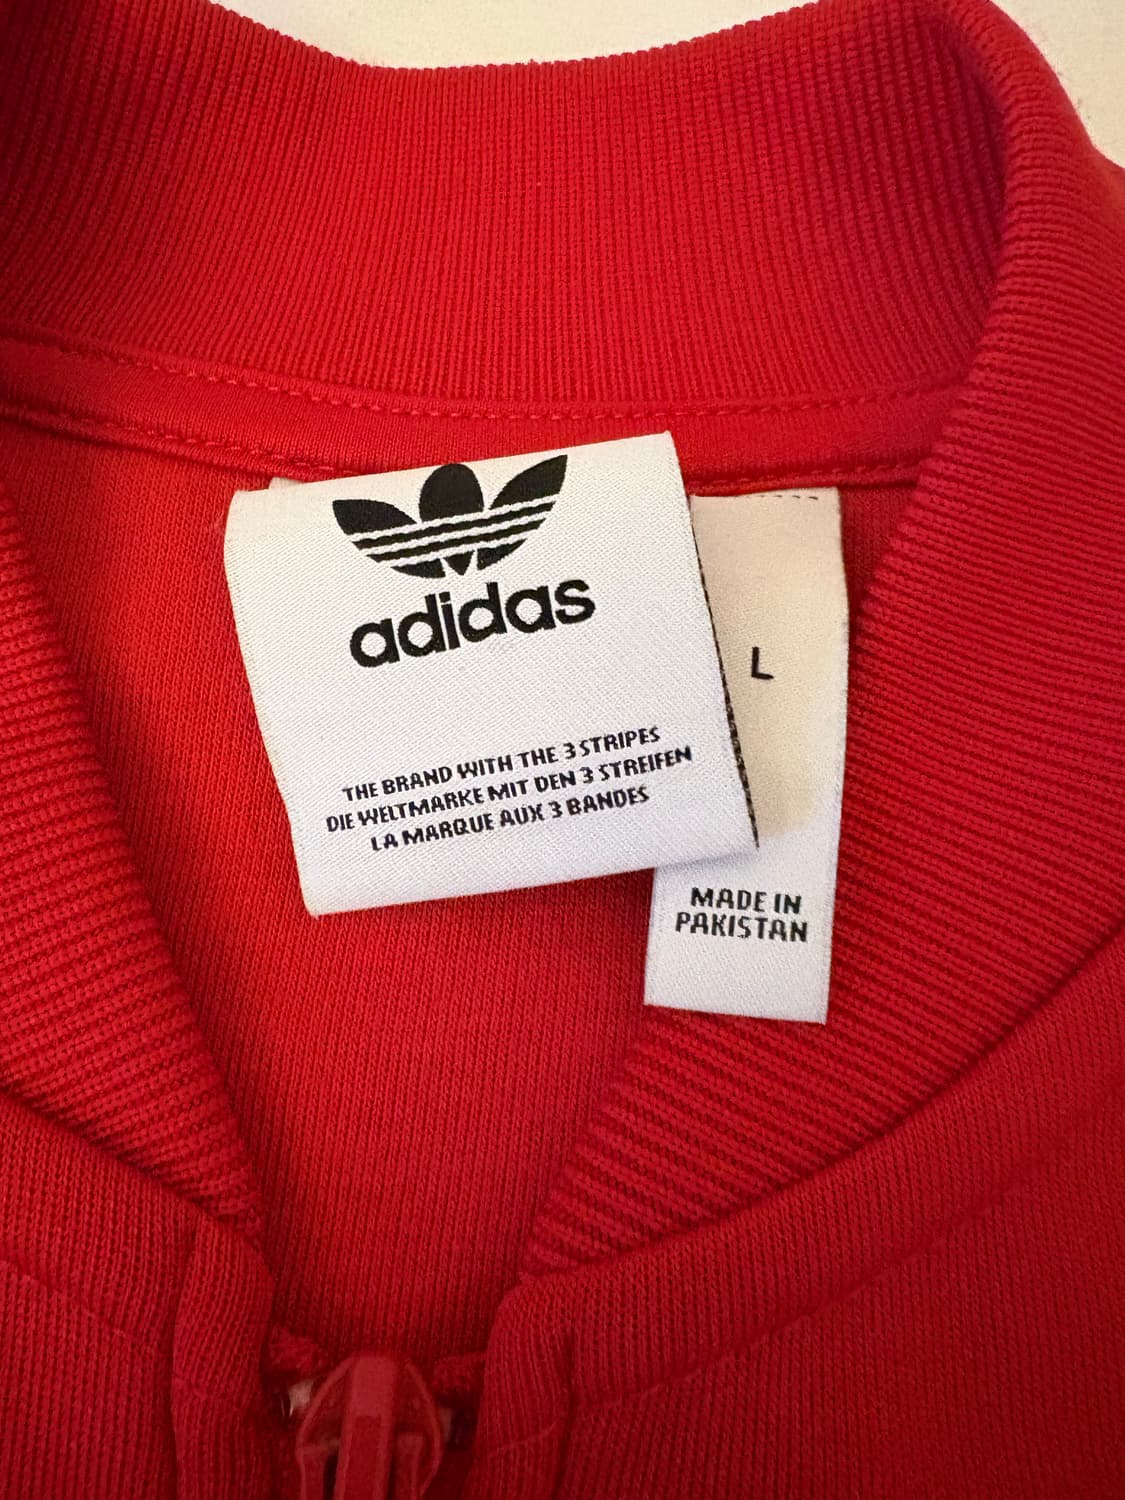 adidas
THE BRAND WITH THE 3 STRIPES
DIE WELTMARKE MIT DEN 3 STREIFEN
LA MARQUE AUX 3 BANDES
L
MADE IN
PAKISTAN